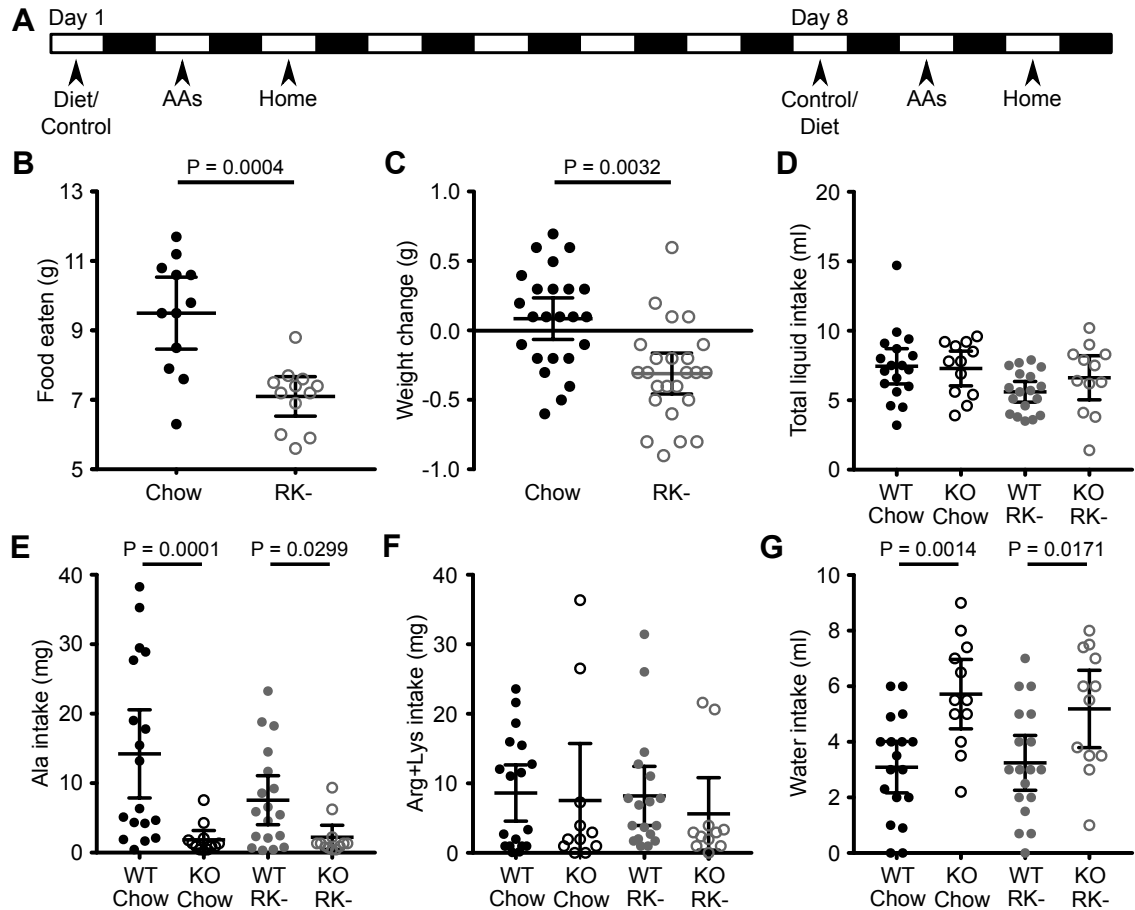 A
Day 1
Day 8
Diet/
Control
AAs
Home
Control/
Diet
AAs
Home
B
P = 0.0004
Food eaten (g)
13
11
9
7
5
Chow
RK-
C
P = 0.0032
Weight change (g)
1.0
0.5
0.0
-0.5
-1.0
Chow
RK-
D
Total liquid intake (ml)
20
15
10
5
0
WT
Chow
KO
Chow
WT
RK-
KO
RK-
E
P = 0.0001
P = 0.0299
Ala intake (mg)
40
30
20
10
0
WT
Chow
KO
Chow
WT
RK-
KO
RK-
F
Arg+Lys intake (mg)
40
30
20
10
0
WT
Chow
KO
Chow
WT
RK-
KO
RK-
G
P = 0.0014
P = 0.0171
Water intake (ml)
10
8
6
4
2
0
WT
Chow
KO
Chow
WT
RK-
KO
RK-